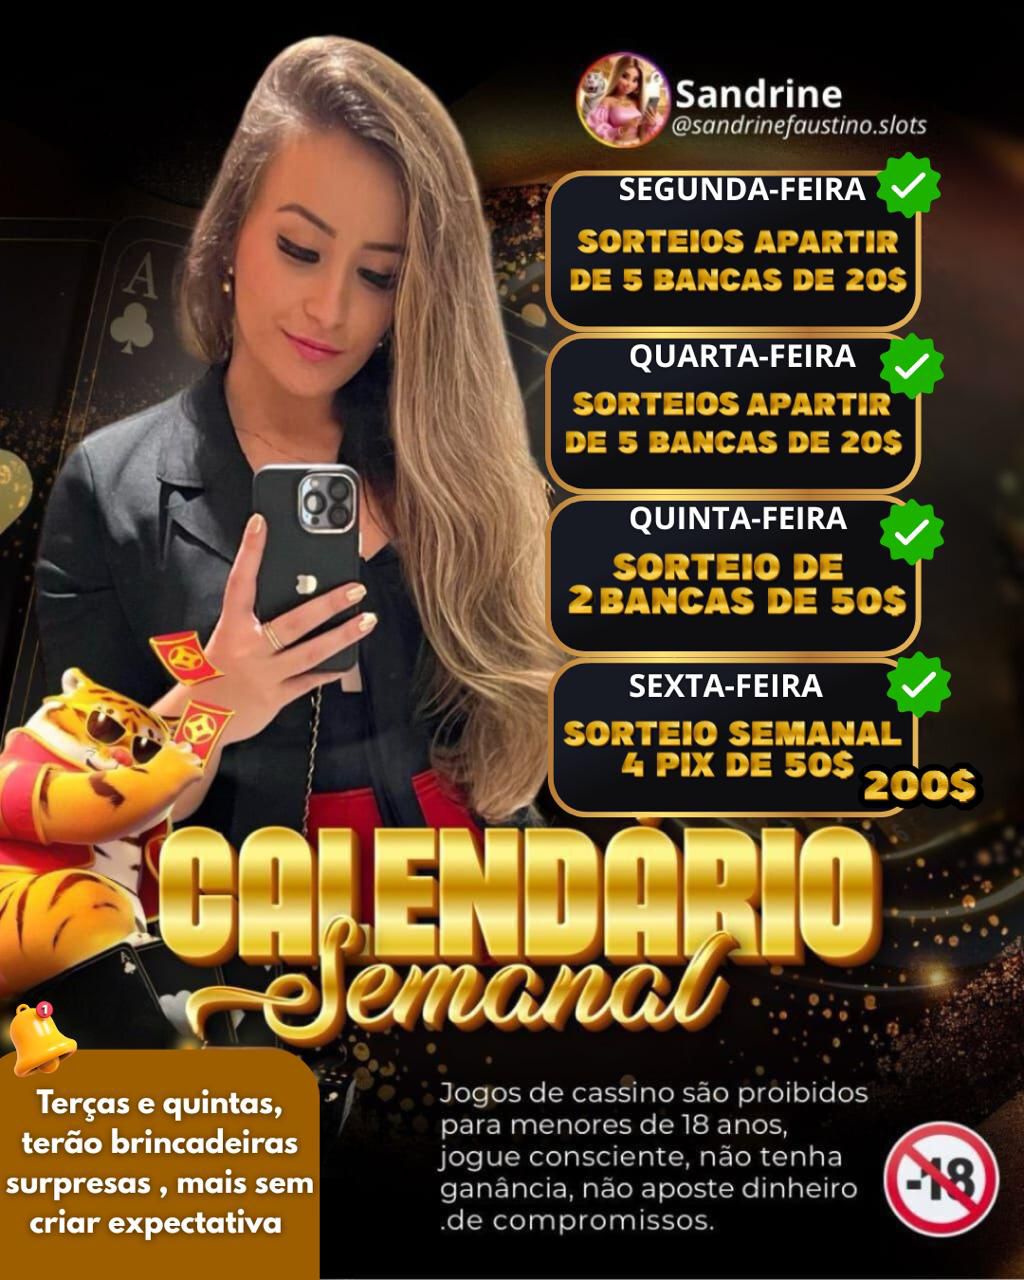 Sandrine
@sandrinefaustino.slots
SEGUNDA-FEIRA
SORTEIOS APARTIR
DE 5 BANCAS DE 20$
QUARTA-FEIRA
SORTEIOS APARTIR
DE 5 BANCAS DE 20$
QUINTA-FEIRA
SORTEIO DE
2 BANCAS DE 50$
SEXTA-FEIRA
SORTEIO SEMANAL
4 PIX DE 50$
200$
A
CALENDARIO
Semanal
1
Terças e quintas,
terão brincadeiras
surpresas , mais sem
criar expectativa
Jogos de cassino são proibidos
para menores de 18 anos,
jogue consciente, não tenha
ganância, não aposte dinheiro
.de compromissos.
-18